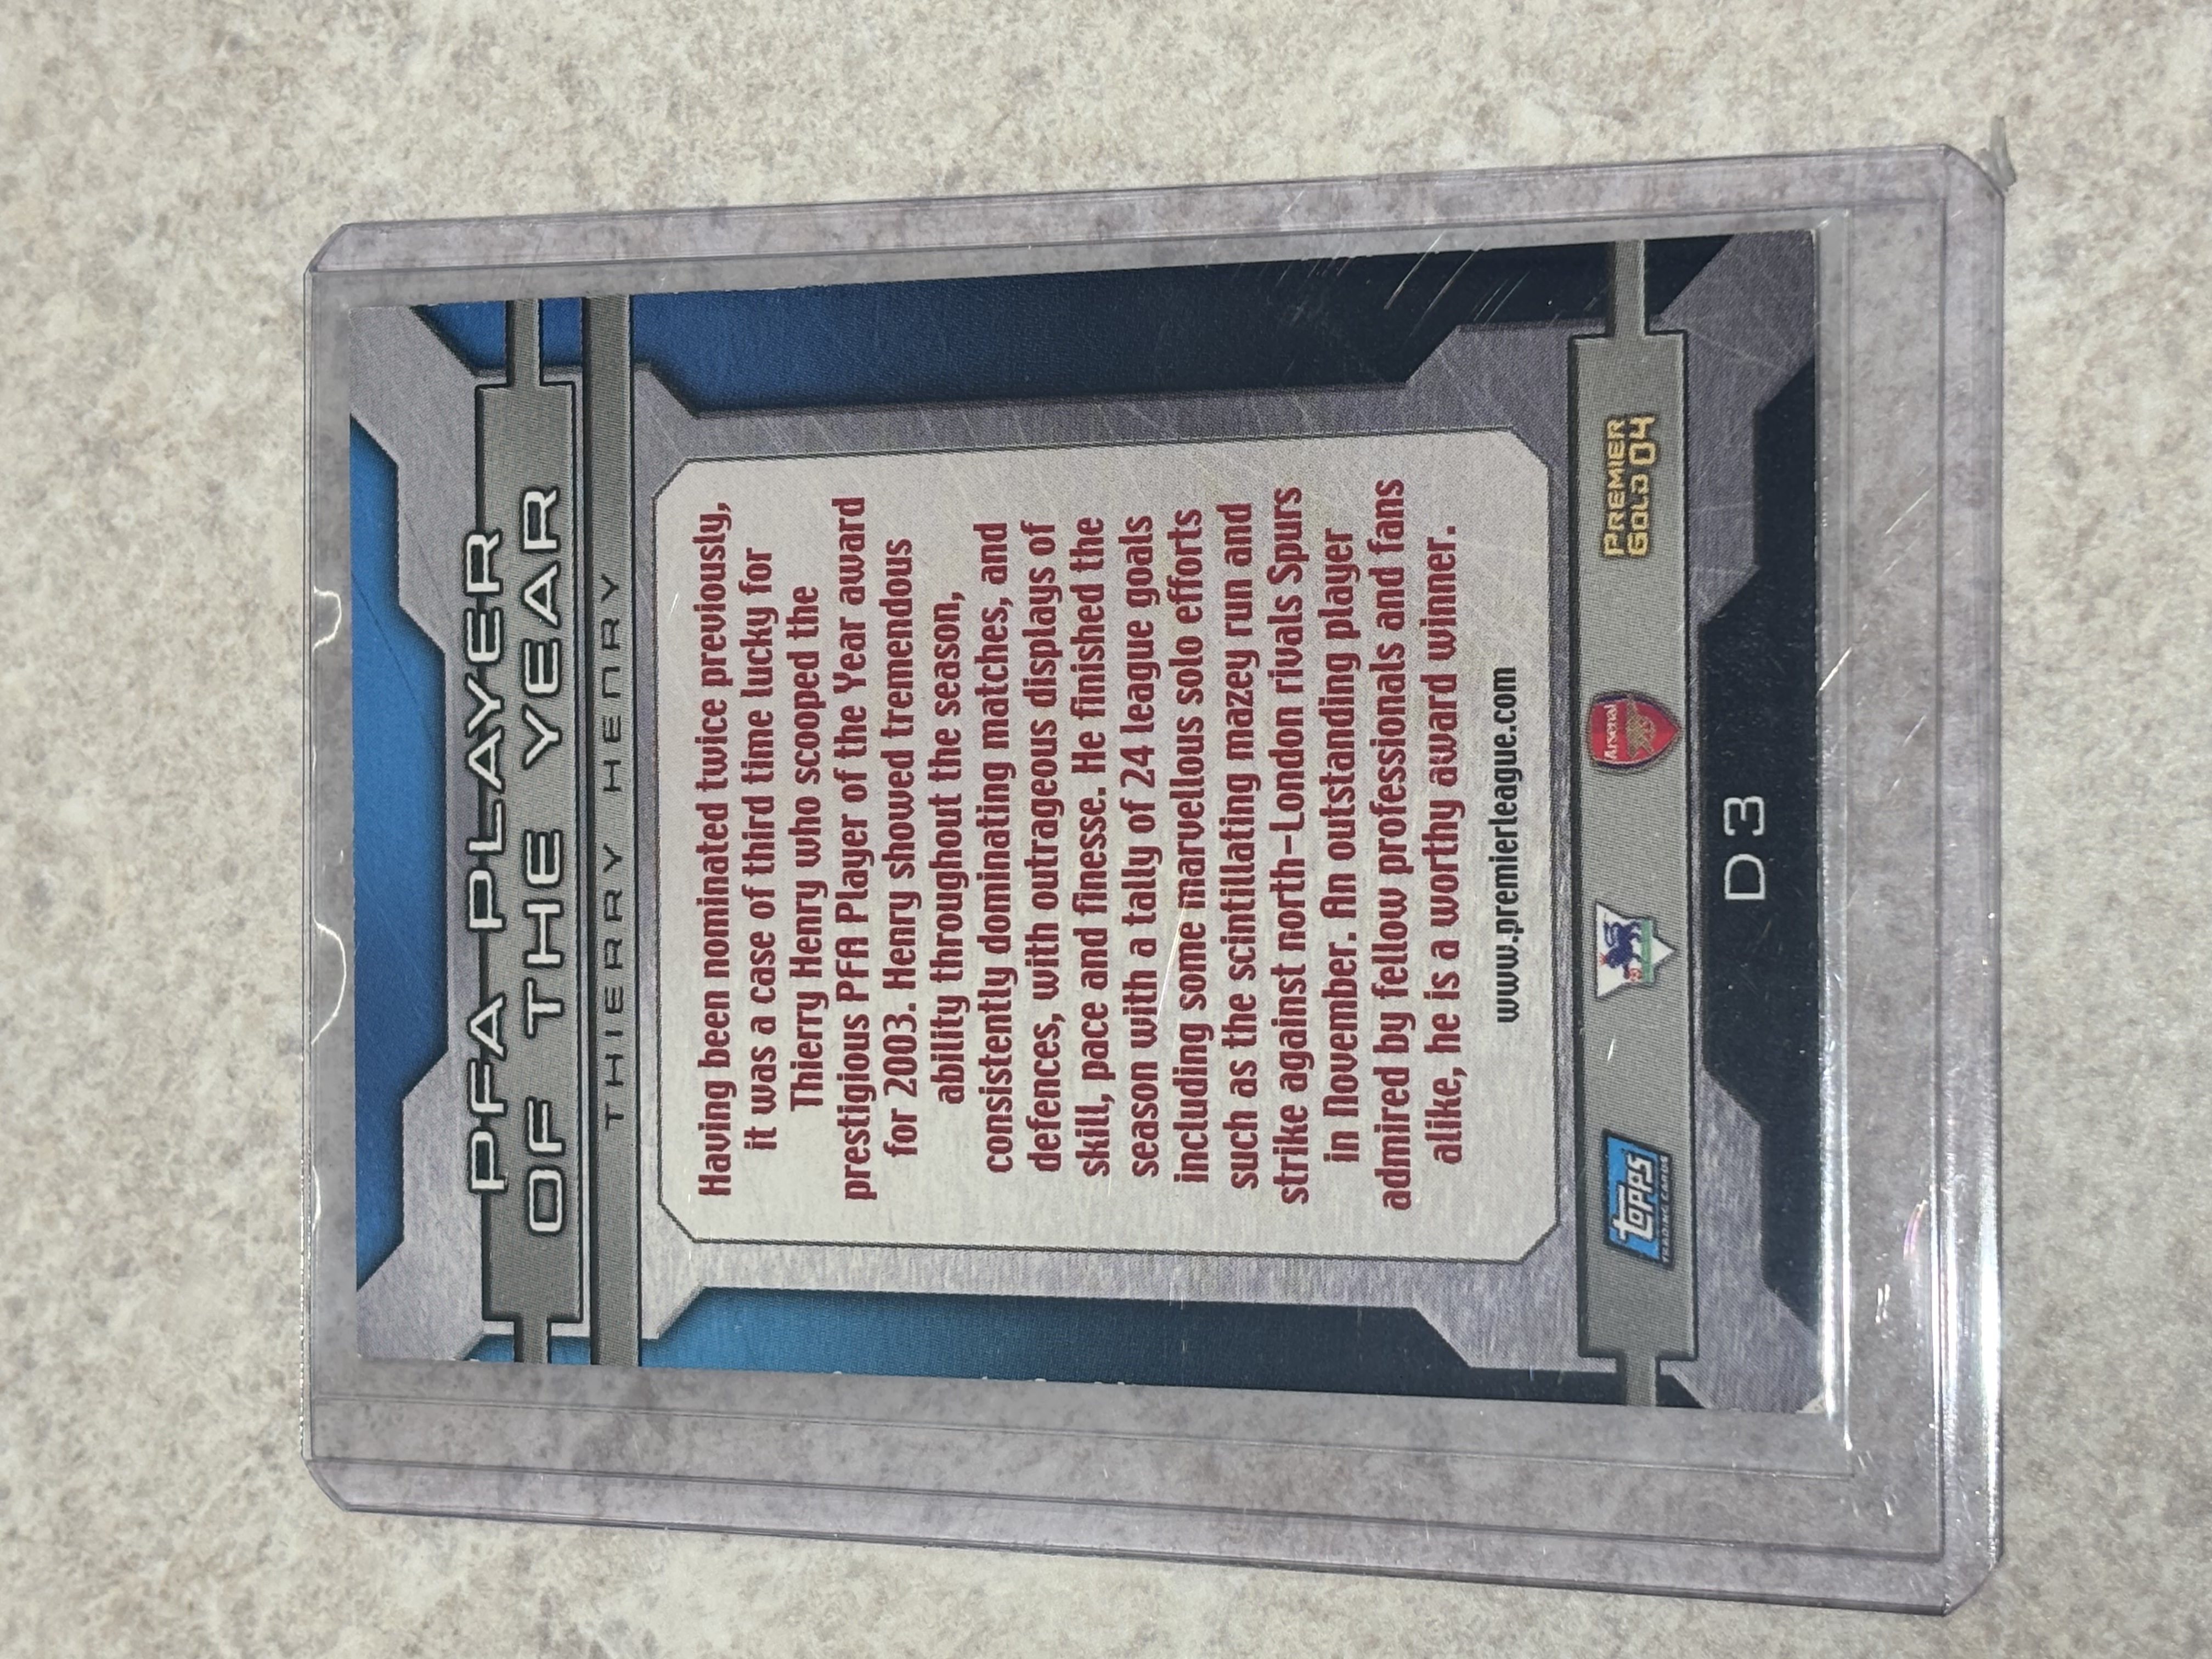 PFA PLAYER
OF THE YEAR
THIERRY HENRY
Having been nominated twice previously,
it was a case of third time lucky for
Thierry Henry who scooped the
prestigious PFA Player of the Year award
for 2003. Henry showed tremendous
ability throughout the season,
consistently dominating matches, and
defences, with outrageous displays of
skill, pace and finesse. He finished the
season with a tally of 24 league goals
including some marvellous solo efforts
such as the scintillating mazey run and
strike against north-London rivals Spurs
in November. An outstanding player
admired by fellow professionals and fans
alike, he is a worthy award winner.
www.premierleague.com
topps
TRADING CARDS
Arsenal
PREMIER
GOLD 04
D3